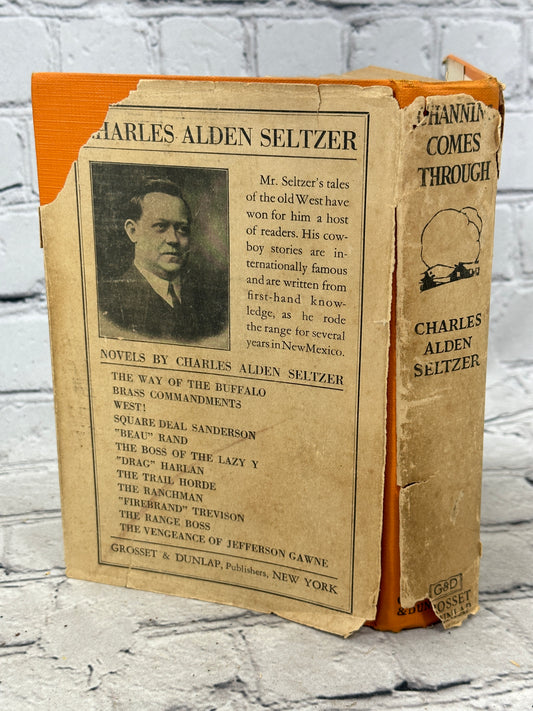 CHARLES ALDEN SELTZER
Mr. Seltzer's tales
of the old West have
won for him a host
of readers. His cow-
boy stories are in-
ternationally famous
and are written from
first-hand know-
ledge, as he rode
the range for several
years in New Mexico.
NOVELS BY CHARLES ALDEN SELTZER
THE WAY OF THE BUFFALO
BRASS COMMANDMENTS
WEST!
SQUARE DEAL SANDERSON
"BEAU" RAND
THE BOSS OF THE LAZY Y
"DRAG" HARLAN
THE TRAIL HORDE
THE RANCHMAN
"FIREBRAND" TREVISON
THE RANGE BOSS
THE VENGEANCE OF JEFFERSON GAWNE
GROSSET & DUNLAP, Publishers, NEW YORK
CHANNING
COMES
THROUGH
CHARLES
ALDEN
SELTZER
G&D
GROSSET
& DUNLAP